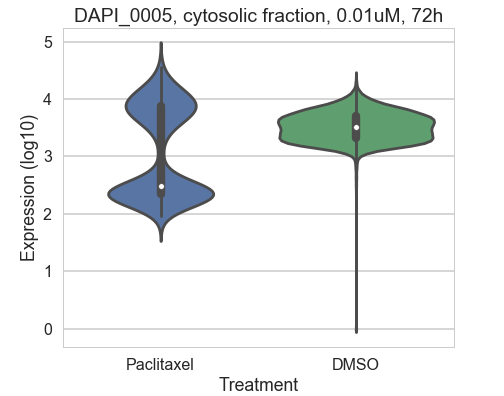 DAPI_0005, cytosolic fraction, 0.01uM, 72h
Expression (log10)
5
4
3
2
1
0
Paclitaxel
DMSO
Treatment